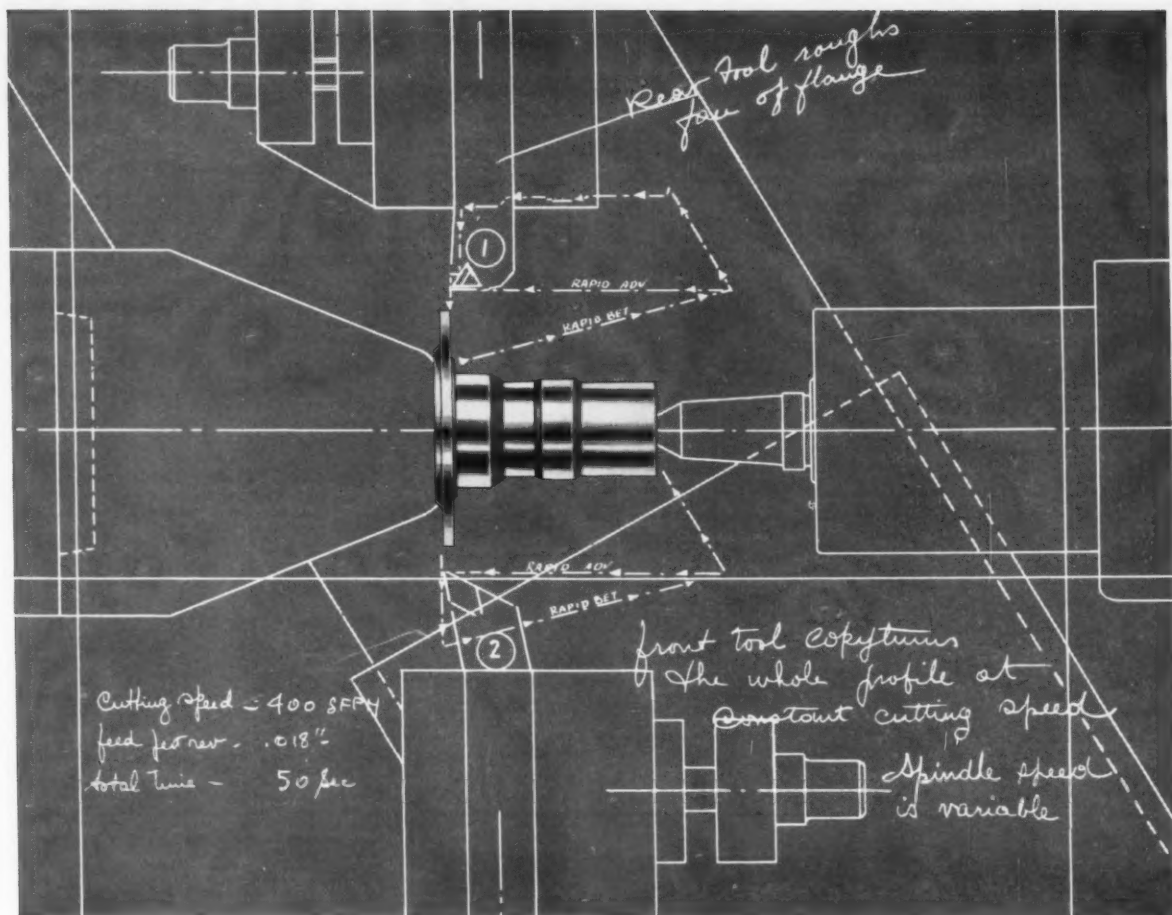 Rear tool roughs
face of flange
1
RAPID ADV
RAPID RET
RAPID ADV
RAPID RET
2
front tool copyturns
the whole profile at
constant cutting speed
Spindle speed
is variable
Cutting speed - 400 SFPM
feed per rev - .018"
total time - 50 sec